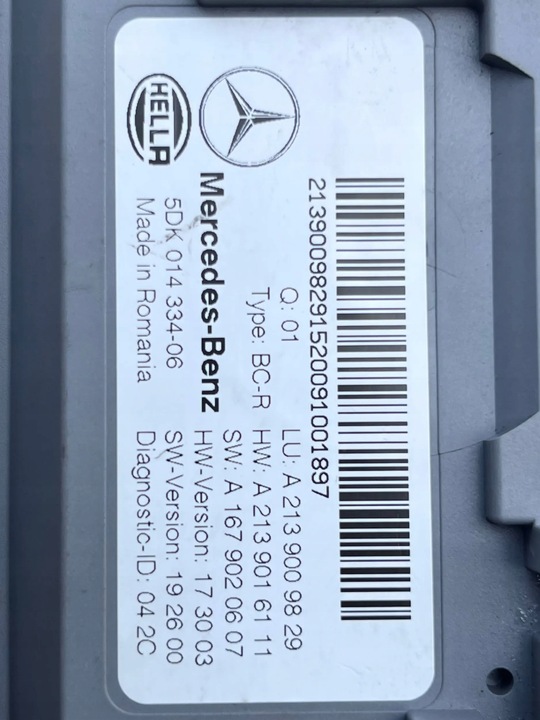 21390098291520091001897
Q: 01 LU: A 213 900 98 29
Type: BC-R HW: A 213 901 61 11
SW: A 167 902 06 07
Mercedes-Benz HW-Version: 17 30 03
HELLA
5DK 014 334-06 SW-Version: 19 26 00
Made in Romania Diagnostic-ID: 04 2C